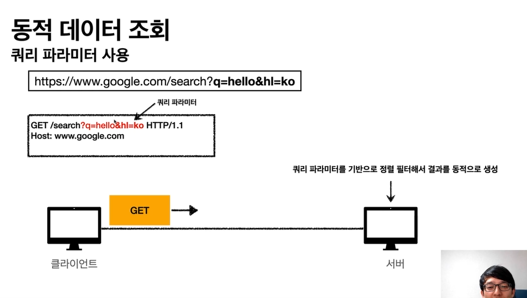 동적 데이터 조회
쿼리 파라미터 사용
https://www.google.com/search?q=hello&hl=ko
쿼리 파라미터
GET /search?q=hello&hl=ko HTTP/1.1
Host: www.google.com
쿼리 파라미터를 기반으로 정렬 필터해서 결과를 동적으로 생성
GET
클라이언트
서버